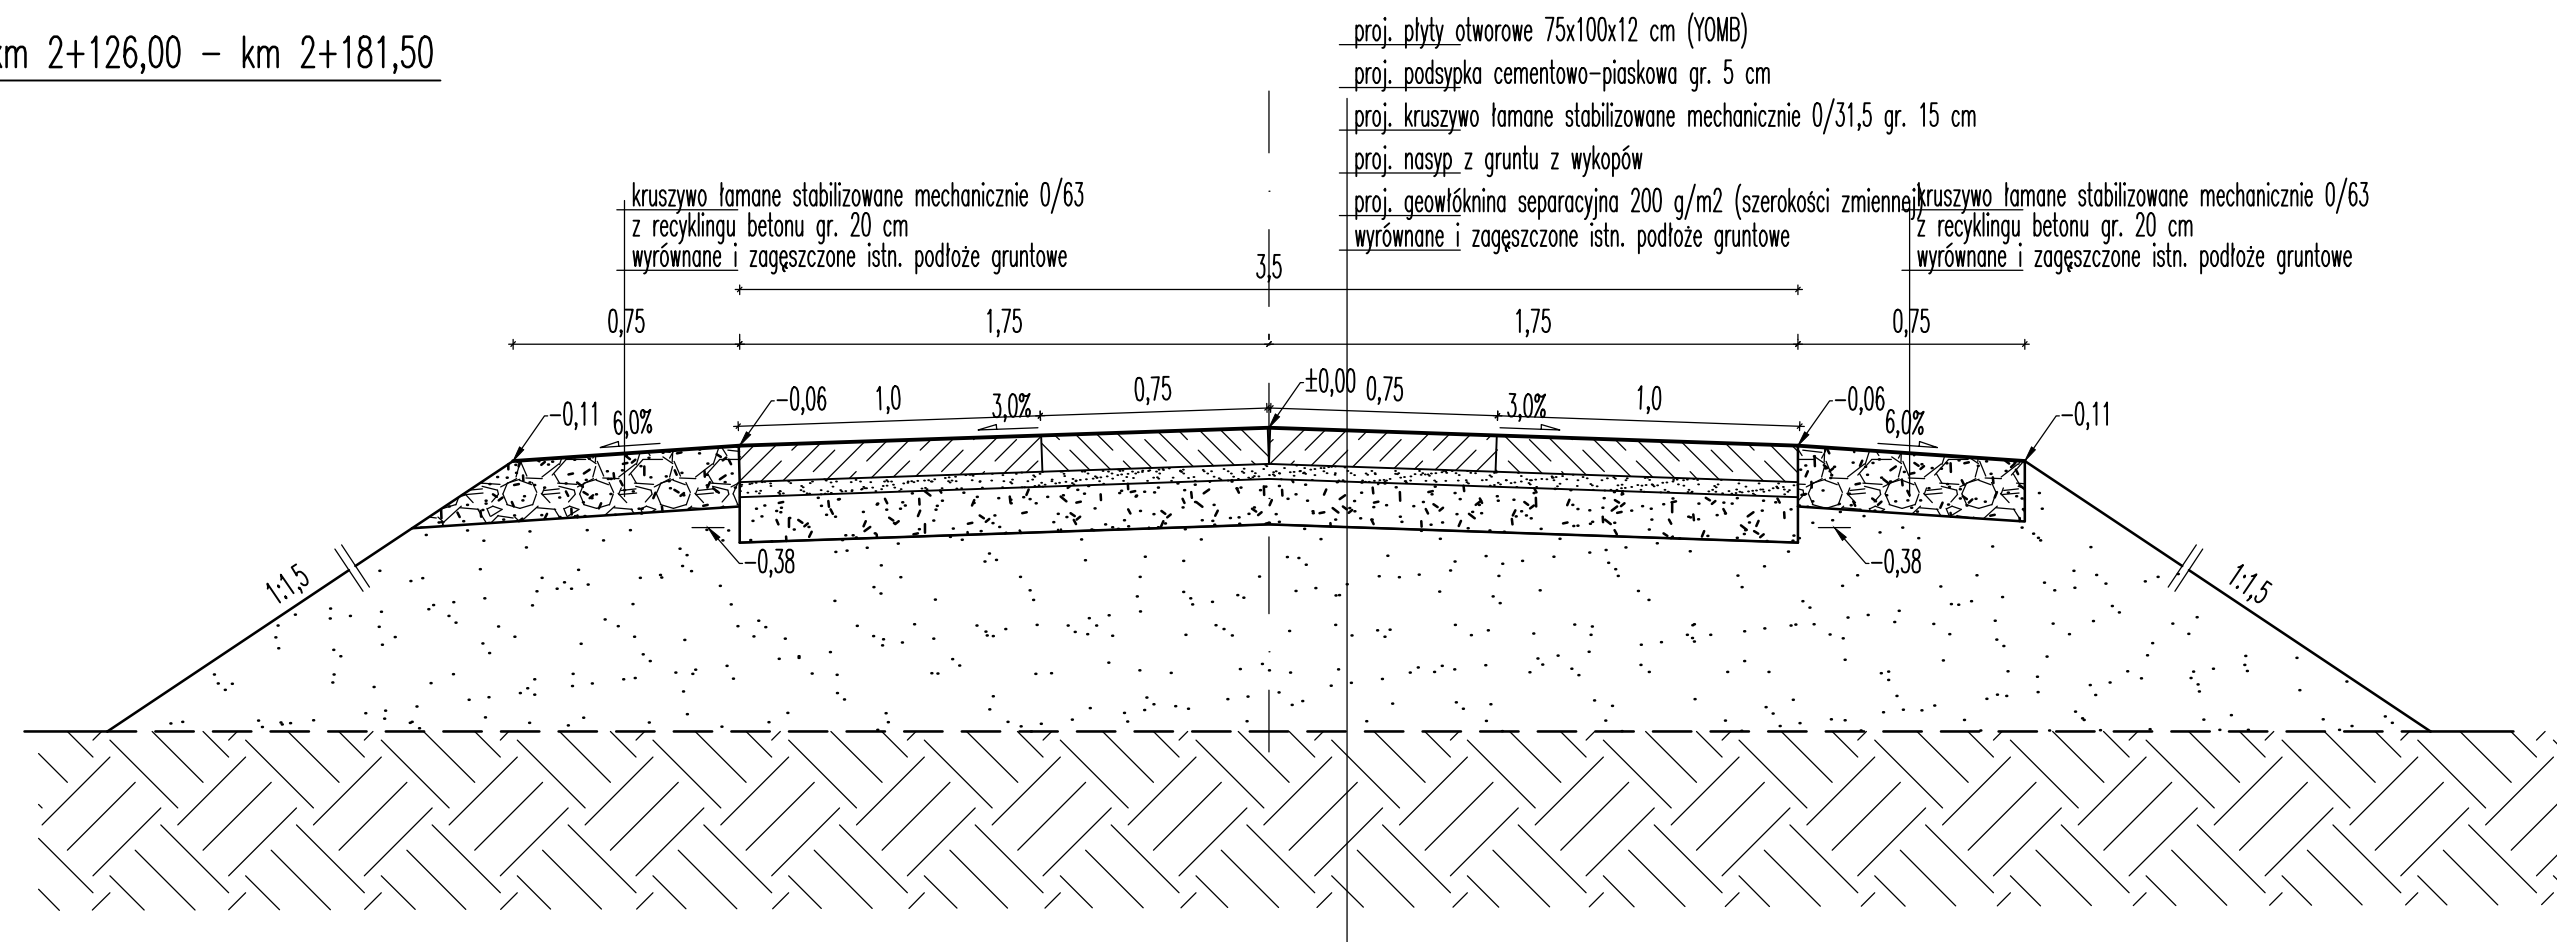 km 2+126,00 – km 2+181,50
proj. płyty otworowe 75x100x12 cm (YOMB)
proj. podsypka cementowo–piaskowa gr. 5 cm
proj. kruszywo łamane stabilizowane mechanicznie 0/31,5 gr. 15 cm
proj. nasyp z gruntu z wykopów
proj. geowłóknina separacyjna 200 g/m2 (szerokości zmiennej)
wyrównane i zagęszczone istn. podłoże gruntowe
kruszywo łamane stabilizowane mechanicznie 0/63
z recyklingu betonu gr. 20 cm
wyrównane i zagęszczone istn. podłoże gruntowe
kruszywo łamane stabilizowane mechanicznie 0/63
z recyklingu betonu gr. 20 cm
wyrównane i zagęszczone istn. podłoże gruntowe
3,5
0,75
1,75
1,75
0,75
–0,11
6,0%
–0,06
1,0
3,0%
0,75
±0,00
0,75
3,0%
1,0
–0,06
6,0%
–0,11
–0,38
–0,38
1:1,5
1:1,5